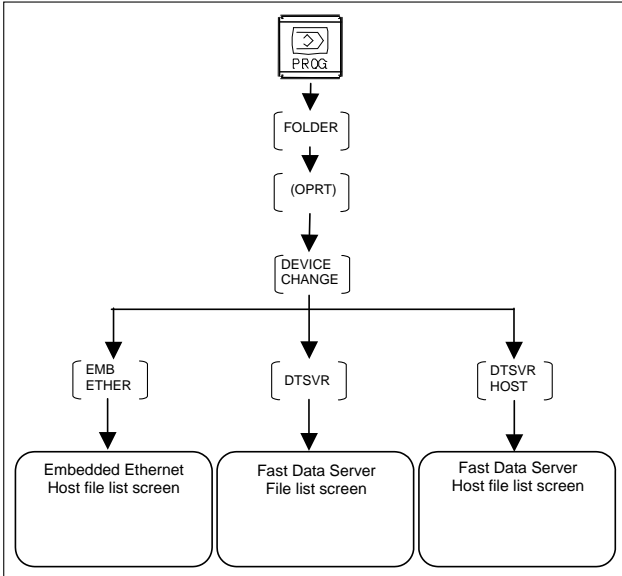 PROG
FOLDER
(OPRT)
DEVICE
CHANGE
EMB
ETHER
DTSVR
DTSVR
HOST
Embedded Ethernet
Host file list screen
Fast Data Server
File list screen
Fast Data Server
Host file list screen